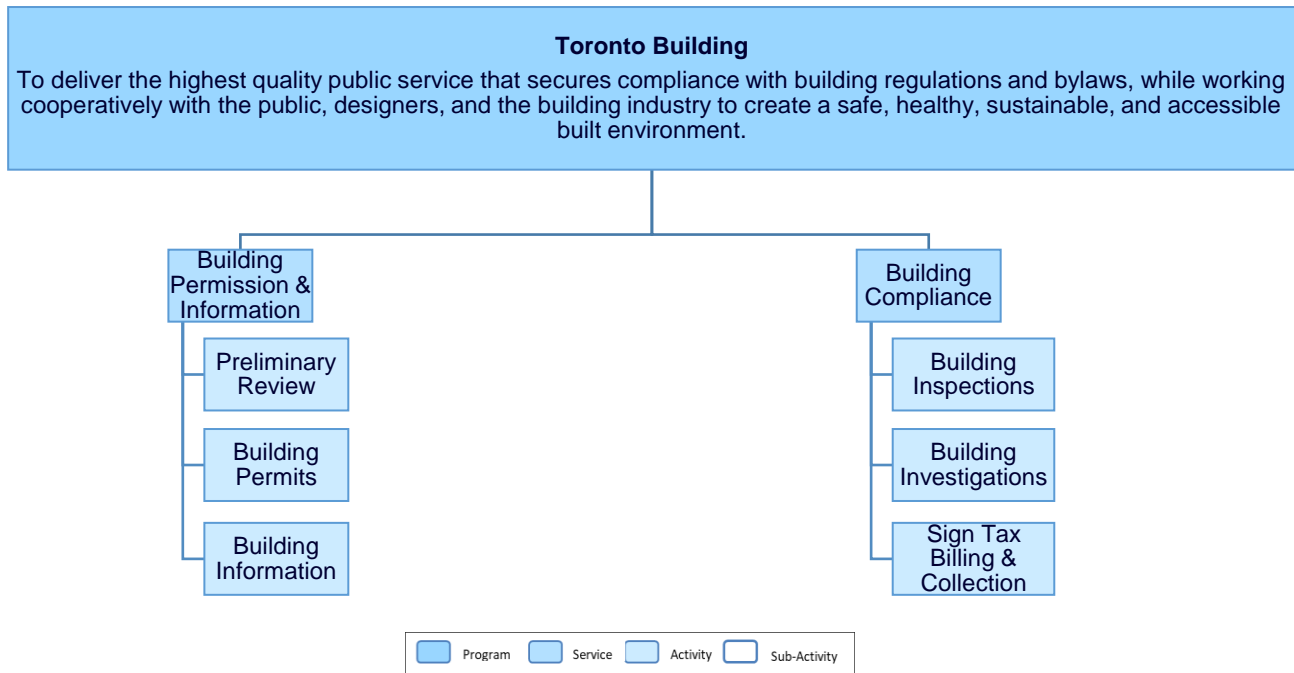 Toronto Building
To deliver the highest quality public service that secures compliance with building regulations and bylaws, while working
cooperatively with the public, designers, and the building industry to create a safe, healthy, sustainable, and accessible
built environment.
Building
Permission &
Information
Preliminary
Review
Building
Permits
Building
Information
Building
Compliance
Building
Inspections
Building
Investigations
Sign Tax
Billing &
Collection
Program Service Activity Sub-Activity